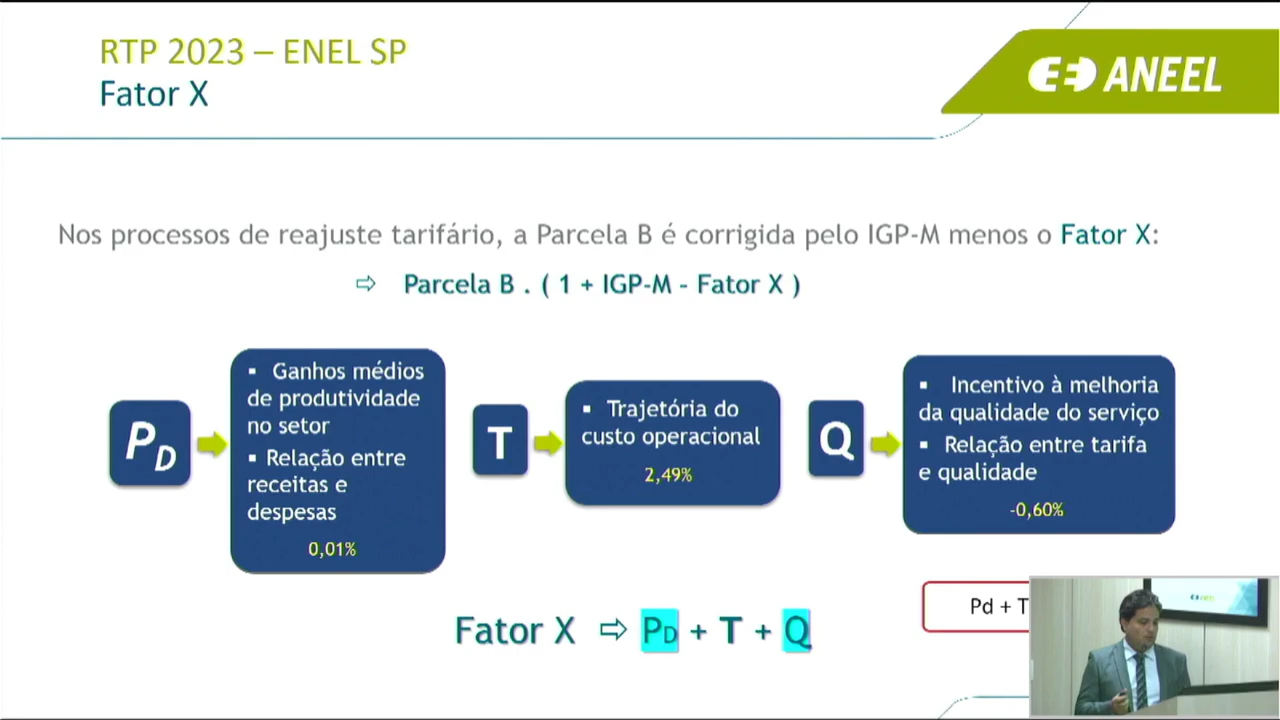 RTP 2023 – ENEL SP
Fator X
ANEEL
Nos processos de reajuste tarifário, a Parcela B é corrigida pelo IGP-M menos o Fator X:
⇨ Parcela B . ( 1 + IGP-M - Fator X )
PD
▪ Ganhos médios
de produtividade
no setor
▪ Relação entre
receitas e
despesas
0,01%
T
▪ Trajetória do
custo operacional
2,49%
Q
▪ Incentivo à melhoria
da qualidade do serviço
▪ Relação entre tarifa
e qualidade
-0,60%
Fator X ⇨ PD + T + Q
Pd + T
ANEEL